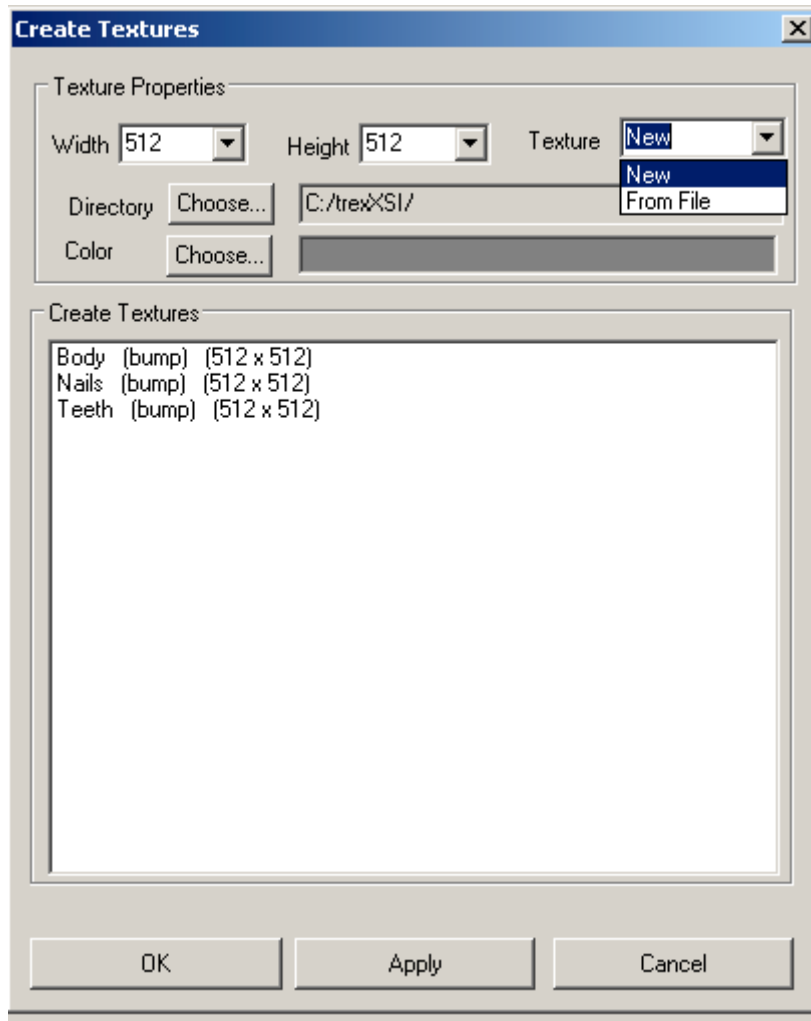 Create Textures
Texture Properties
Width 512 Height 512 Texture New
New
From File
Directory Choose... C:/trexXSI/
Color Choose...
Create Textures
Body (bump) (512 x 512)
Nails (bump) (512 x 512)
Teeth (bump) (512 x 512)
OK Apply Cancel